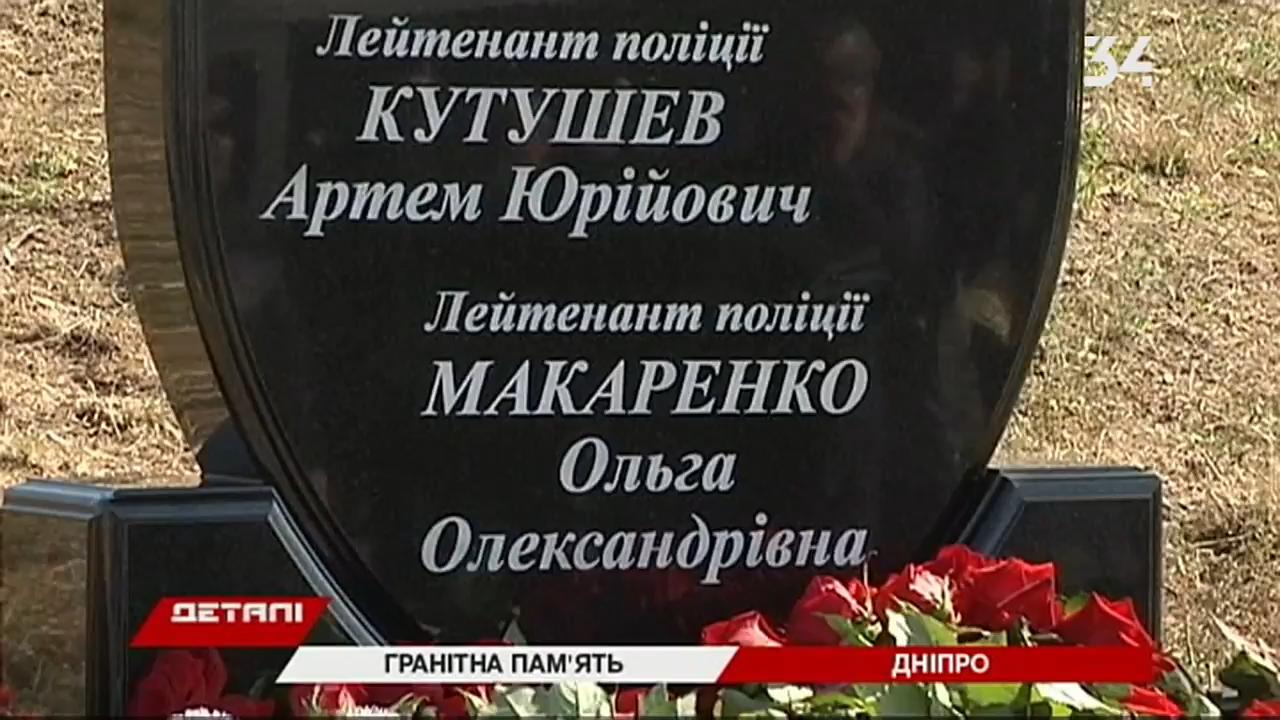 34
Лейтенант поліції
КУТУШЕВ
Артем Юрійович
Лейтенант поліції
МАКАРЕНКО
Ольга
Олександрівна
ДЕТАЛІ
ГРАНІТНА ПАМ'ЯТЬ
ДНІПРО